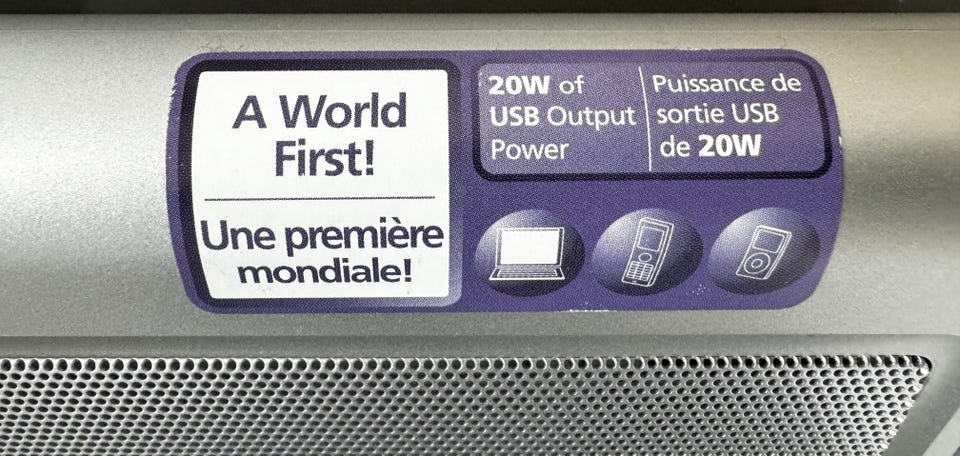 A World
First!
Une première
mondiale!
20W of
USB Output
Power
Puissance de
sortie USB
de 20W